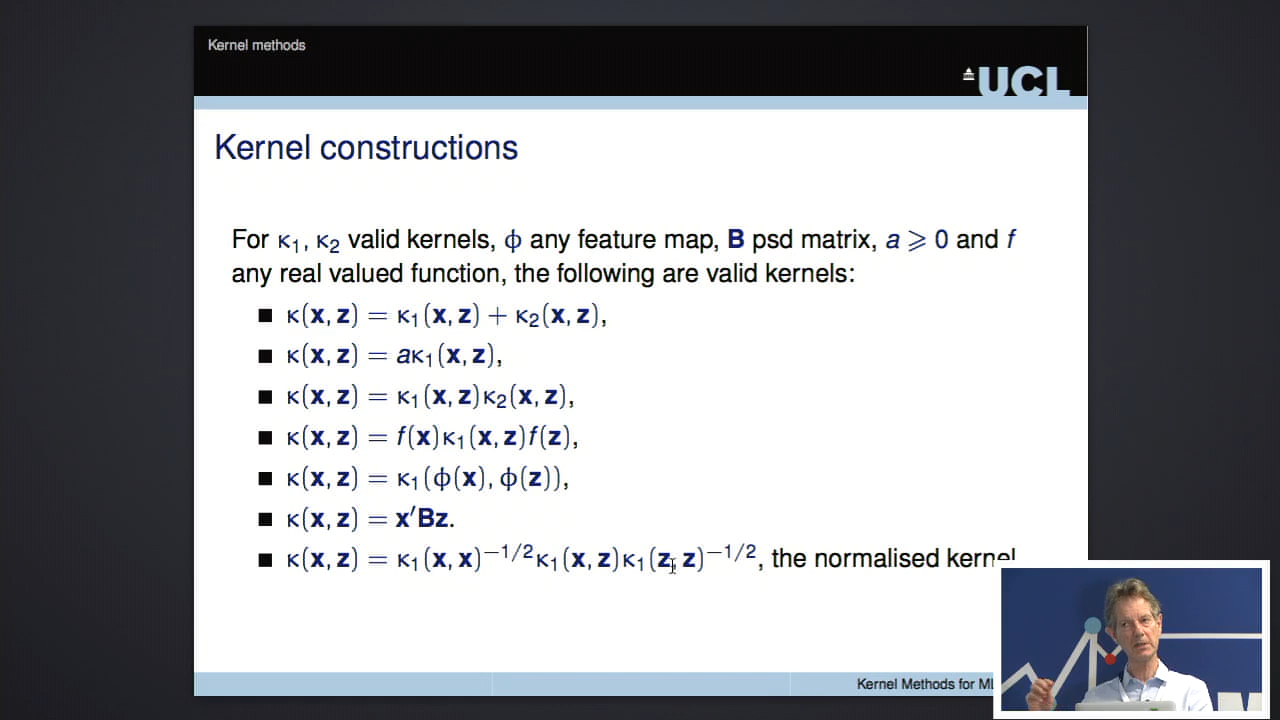 Kernel methods
UCL
Kernel constructions
For κ₁, κ₂ valid kernels, ϕ any feature map, B psd matrix, a ⩾ 0 and f
any real valued function, the following are valid kernels:
■ κ(x, z) = κ₁(x, z) + κ₂(x, z),
■ κ(x, z) = aκ₁(x, z),
■ κ(x, z) = κ₁(x, z)κ₂(x, z),
■ κ(x, z) = f(x)κ₁(x, z)f(z),
■ κ(x, z) = κ₁(ϕ(x), ϕ(z)),
■ κ(x, z) = x′Bz.
■ κ(x, z) = κ₁(x, x)⁻¹/²κ₁(x, z)κ₁(z, z)⁻¹/², the normalised kernel
Kernel Methods for